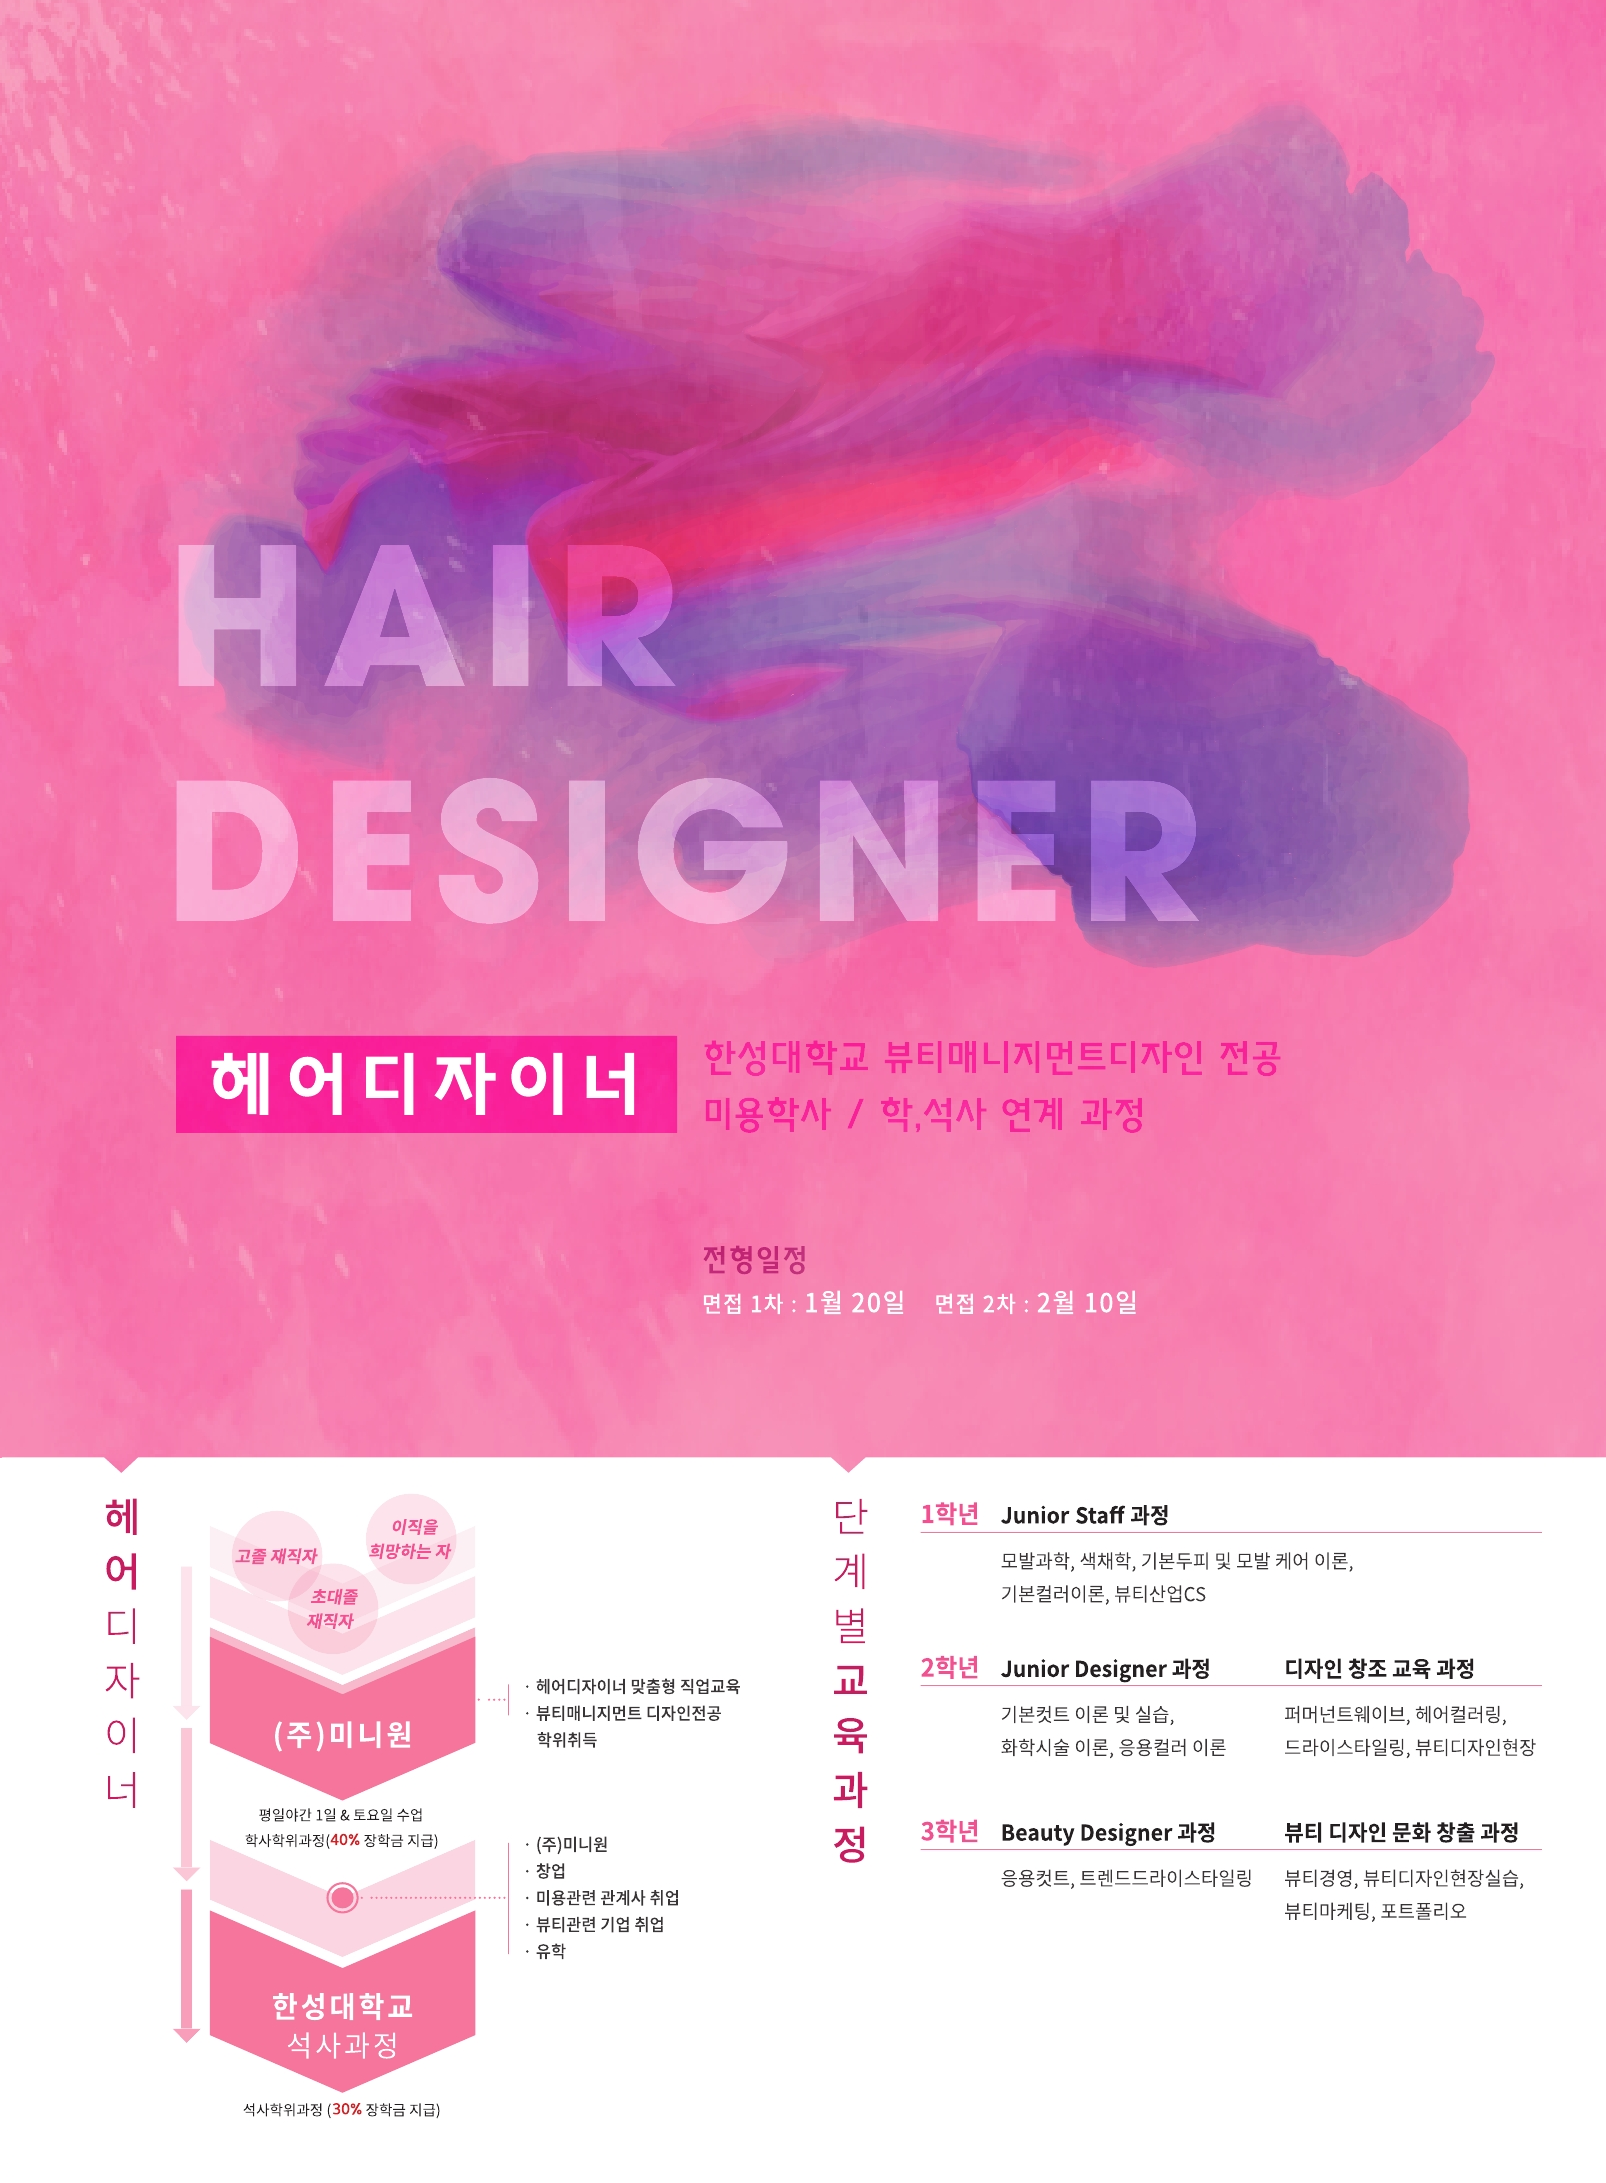 HAIR
DESIGNER
헤어디자이너
한성대학교 뷰티매니지먼트디자인 전공
미용학사 / 학,석사 연계 과정
전형일정
면접 1차 : 1월 20일 면접 2차 : 2월 10일
헤어디자이너
고졸 재직자
이직을
희망하는 자
초대졸
재직자
(주)미니원
· 헤어디자이너 맞춤형 직업교육
· 뷰티매니지먼트 디자인전공
학위취득
평일야간 1일 & 토요일 수업
학사학위과정(40% 장학금 지급)
· (주)미니원
· 창업
· 미용관련 관계사 취업
· 뷰티관련 기업 취업
· 유학
한성대학교
석사과정
석사학위과정 (30% 장학금 지급)
단계별교육과정
1학년 Junior Staff 과정
모발과학, 색채학, 기본두피 및 모발 케어 이론,
기본컬러이론, 뷰티산업CS
2학년 Junior Designer 과정
기본컷트 이론 및 실습,
화학시술 이론, 응용컬러 이론
디자인 창조 교육 과정
퍼머넌트웨이브, 헤어컬러링,
드라이스타일링, 뷰티디자인현장
3학년 Beauty Designer 과정
응용컷트, 트렌드드라이스타일링
뷰티 디자인 문화 창출 과정
뷰티경영, 뷰티디자인현장실습,
뷰티마케팅, 포트폴리오